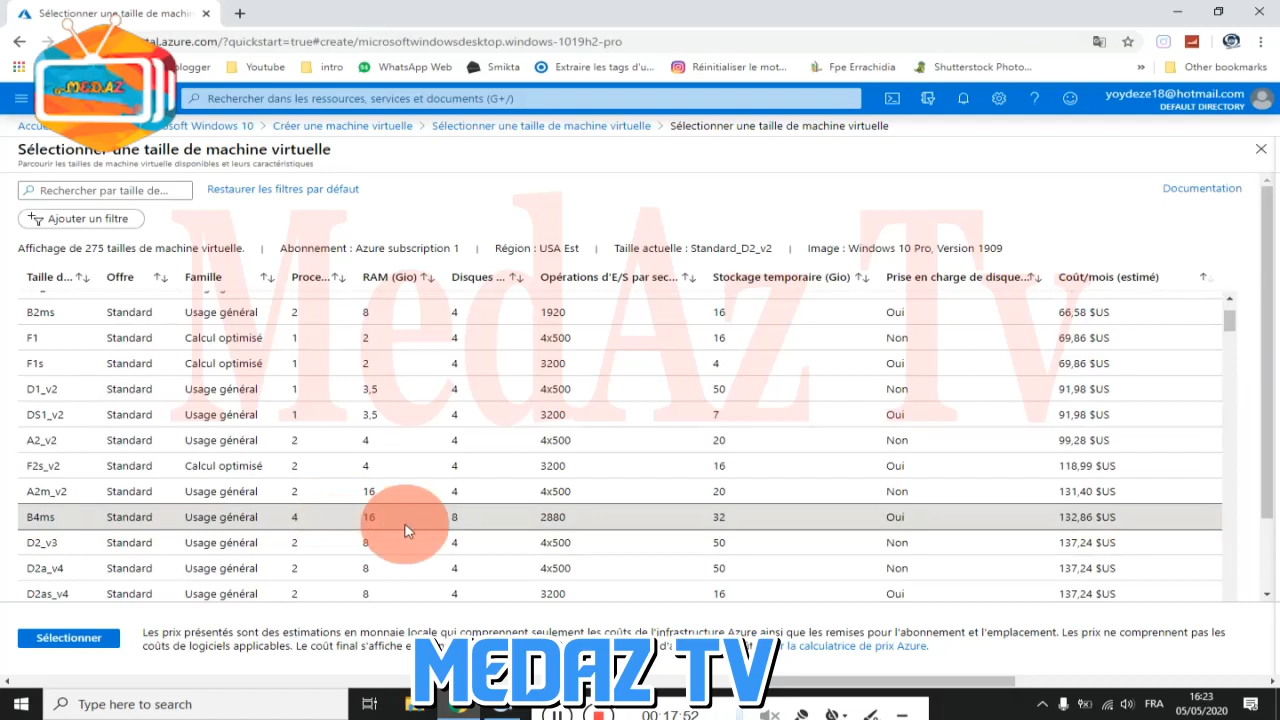 Sélectionner une taille de machin
tal.azure.com/?quickstart=true#create/microsoftwindowsdesktop.windows-1019h2-pro
logger
Youtube
intro
WhatsApp Web
Smikta
Extraire les tags d'u...
Réinitialiser le mot...
Fpe Errachidia
Shutterstock Photo...
»
Other bookmarks
MED.AZ
Rechercher dans les ressources, services et documents (G+/)
yoydeze18@hotmail.com
DEFAULT DIRECTORY
soft Windows 10 > Créer une machine virtuelle > Sélectionner une taille de machine virtuelle > Sélectionner une taille de machine virtuelle
Sélectionner une taille de machine virtuelle
Parcourir les tailles de machine virtuelle disponibles et leurs caractéristiques
Rechercher par taille de...
Restaurer les filtres par défaut
Documentation
Ajouter un filtre
MedAz Tv
Affichage de 275 tailles de machine virtuelle. | Abonnement : Azure subscription 1 | Région : USA Est | Taille actuelle : Standard_D2_v2 | Image : Windows 10 Pro, Version 1909
Taille d... Offre Famille Proce... RAM (Gio) Disques ... Opérations d'E/S par sec... Stockage temporaire (Gio) Prise en charge de disque... Coût/mois (estimé)
B2ms Standard Usage général 2 8 4 1920 16 Oui 66,58 $US
F1 Standard Calcul optimisé 1 2 4 4x500 16 Non 69,86 $US
F1s Standard Calcul optimisé 1 2 4 3200 4 Oui 69,86 $US
D1_v2 Standard Usage général 1 3,5 4 4x500 50 Non 91,98 $US
DS1_v2 Standard Usage général 1 3,5 4 3200 7 Oui 91,98 $US
A2_v2 Standard Usage général 2 4 4 4x500 20 Non 99,28 $US
F2s_v2 Standard Calcul optimisé 2 4 4 3200 16 Oui 118,99 $US
A2m_v2 Standard Usage général 2 16 4 4x500 20 Non 131,40 $US
B4ms Standard Usage général 4 16 8 2880 32 Oui 132,86 $US
D2_v3 Standard Usage général 2 8 4 4x500 50 Non 137,24 $US
D2a_v4 Standard Usage général 2 8 4 4x500 50 Non 137,24 $US
D2as_v4 Standard Usage général 2 8 4 3200 16 Oui 137,24 $US
Sélectionner
Les prix présentés sont des estimations en monnaie locale qui comprennent seulement les coûts de l'infrastructure Azure ainsi que les remises pour l'abonnement et l'emplacement. Les prix ne comprennent pas les
coûts de logiciels applicables. Le coût final s'affiche la calculatrice de prix Azure.
MEDAZ TV
Type here to search
00:17:52
FRA
16:23
05/05/2020